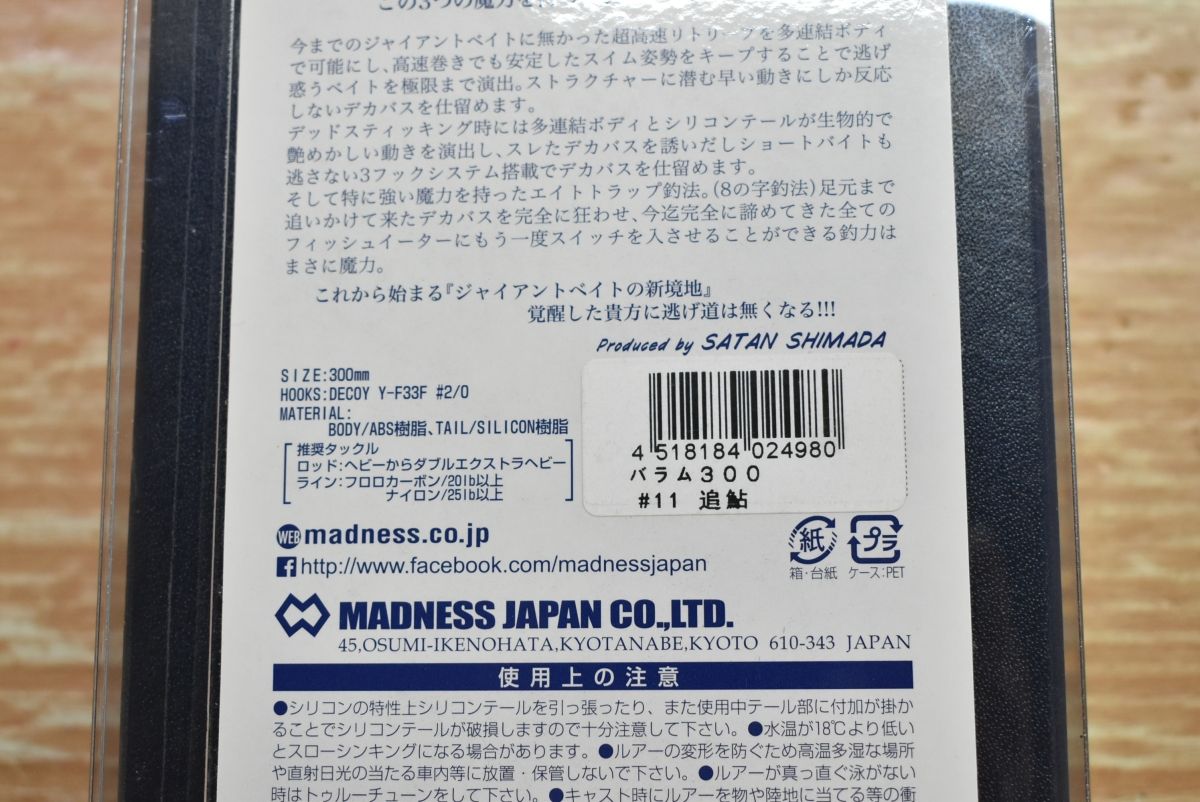 この3つの魔力を
今までのジャイアントベイトに無かった超高速リトリーブを多連結ボディ
で可能にし、高速巻きでも安定したスイム姿勢をキープすることで逃げ
惑うベイトを極限まで演出。ストラクチャーに潜む早い動きにしか反応
しないデカバスを仕留めます。
デッドスティッキング時には多連結ボディとシリコンテールが生物的で
艶めかしい動きを演出し、スレたデカバスを誘いだしショートバイトも
逃さない3フックシステム搭載でデカバスを仕留めます。
そして特に強い魔力を持ったエイトトラップ釣法。(8の字釣法)足元まで
追いかけて来たデカバスを完全に狂わせ、今迄完全に諦めてきた全ての
フィッシュイーターにもう一度スイッチを入させることができる釣力は
まさに魔力。
これから始まる『ジャイアントベイトの新境地』
覚醒した貴方に逃げ道は無くなる!!!
Produced by SATAN SHIMADA
SIZE:300mm
HOOKS:DECOY Y-F33F #2/0
MATERIAL:
BODY/ABS樹脂、TAIL/SILICON樹脂
推奨タックル
ロッド:ヘビーからダブルエクストラヘビー
ライン:フロロカーボン/20lb以上
ナイロン/25lb以上
4 518184 024980
バラム300
#11 追鮎
WEB madness.co.jp
http://www.facebook.com/madnessjapan
紙
箱・台紙
プラ
ケース:PET
MADNESS JAPAN CO.,LTD.
45,OSUMI-IKENOHATA,KYOTANABE,KYOTO 610-343 JAPAN
使用上の注意
●シリコンの特性上シリコンテールを引っ張ったり、また使用中テール部に付加が掛か
ることでシリコンテールが破損しますので十分注意して下さい。●水温が18℃より低い
とスローシンキングになる場合があります。●ルアーの変形を防ぐため高温多湿な場所
や直射日光の当たる車内等に放置・保管しないで下さい。●ルアーが真っ直ぐ泳がない
時はトゥルーチューンをして下さい。●キャスト時にルアーを物や陸地に当てる等の衝